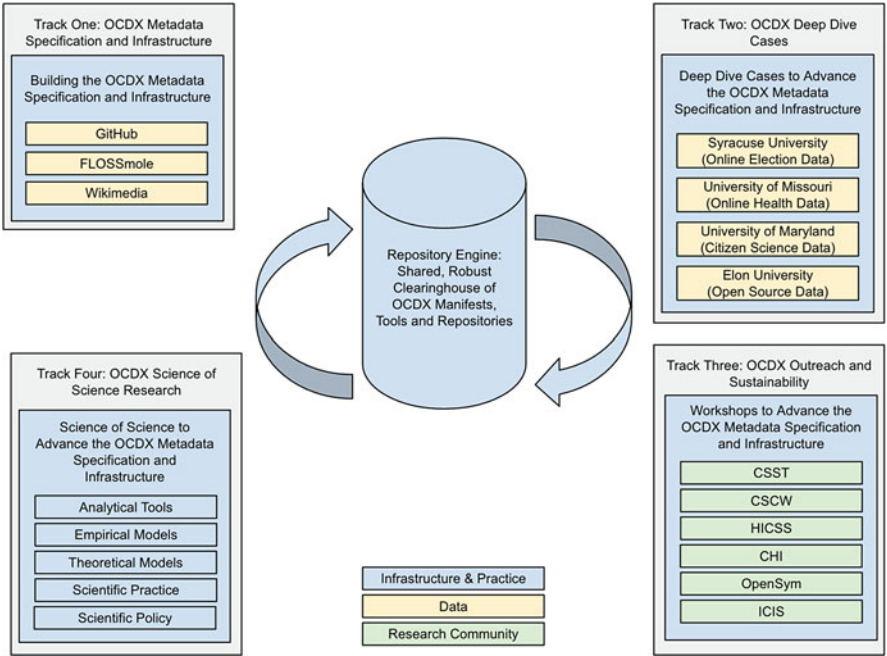 Track One: OCDX Metadata
Specification and Infrastructure
Building the OCDX Metadata
Specification and Infrastructure
GitHub
FLOSSmole
Wikimedia
Track Two: OCDX Deep Dive
Cases
Deep Dive Cases to Advance
the OCDX Metadata
Specification and Infrastructure
Syracuse University
(Online Election Data)
University of Missouri
(Online Health Data)
University of Maryland
(Citizen Science Data)
Elon University
(Open Source Data)
Repository Engine:
Shared, Robust
Clearinghouse of
OCDX Manifests,
Tools and Repositories
Track Four: OCDX Science of
Science Research
Science of Science to
Advance the OCDX Metadata
Specification and
Infrastructure
Analytical Tools
Empirical Models
Theoretical Models
Scientific Practice
Scientific Policy
Track Three: OCDX Outreach and
Sustainability
Workshops to Advance the
OCDX Metadata Specification
and Infrastructure
CSST
CSCW
HICSS
CHI
OpenSym
ICIS
Infrastructure & Practice
Data
Research Community